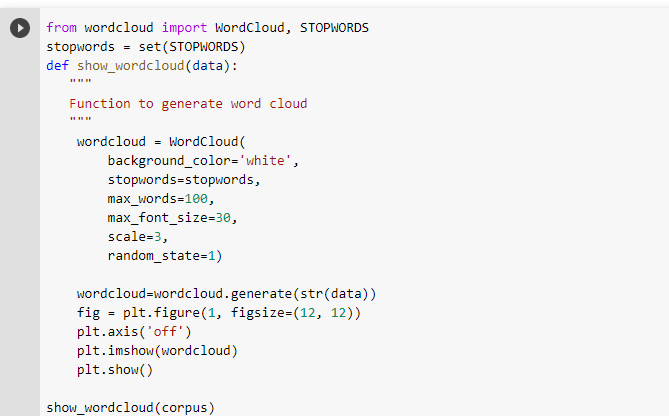 from wordcloud import WordCloud, STOPWORDS
stopwords = set(STOPWORDS)
def show_wordcloud(data):
   """
   Function to generate word cloud
   """
    wordcloud = WordCloud(
        background_color='white',
        stopwords=stopwords,
        max_words=100,
        max_font_size=30,
        scale=3,
        random_state=1)

    wordcloud=wordcloud.generate(str(data))
    fig = plt.figure(1, figsize=(12, 12))
    plt.axis('off')
    plt.imshow(wordcloud)
    plt.show()

show_wordcloud(corpus)